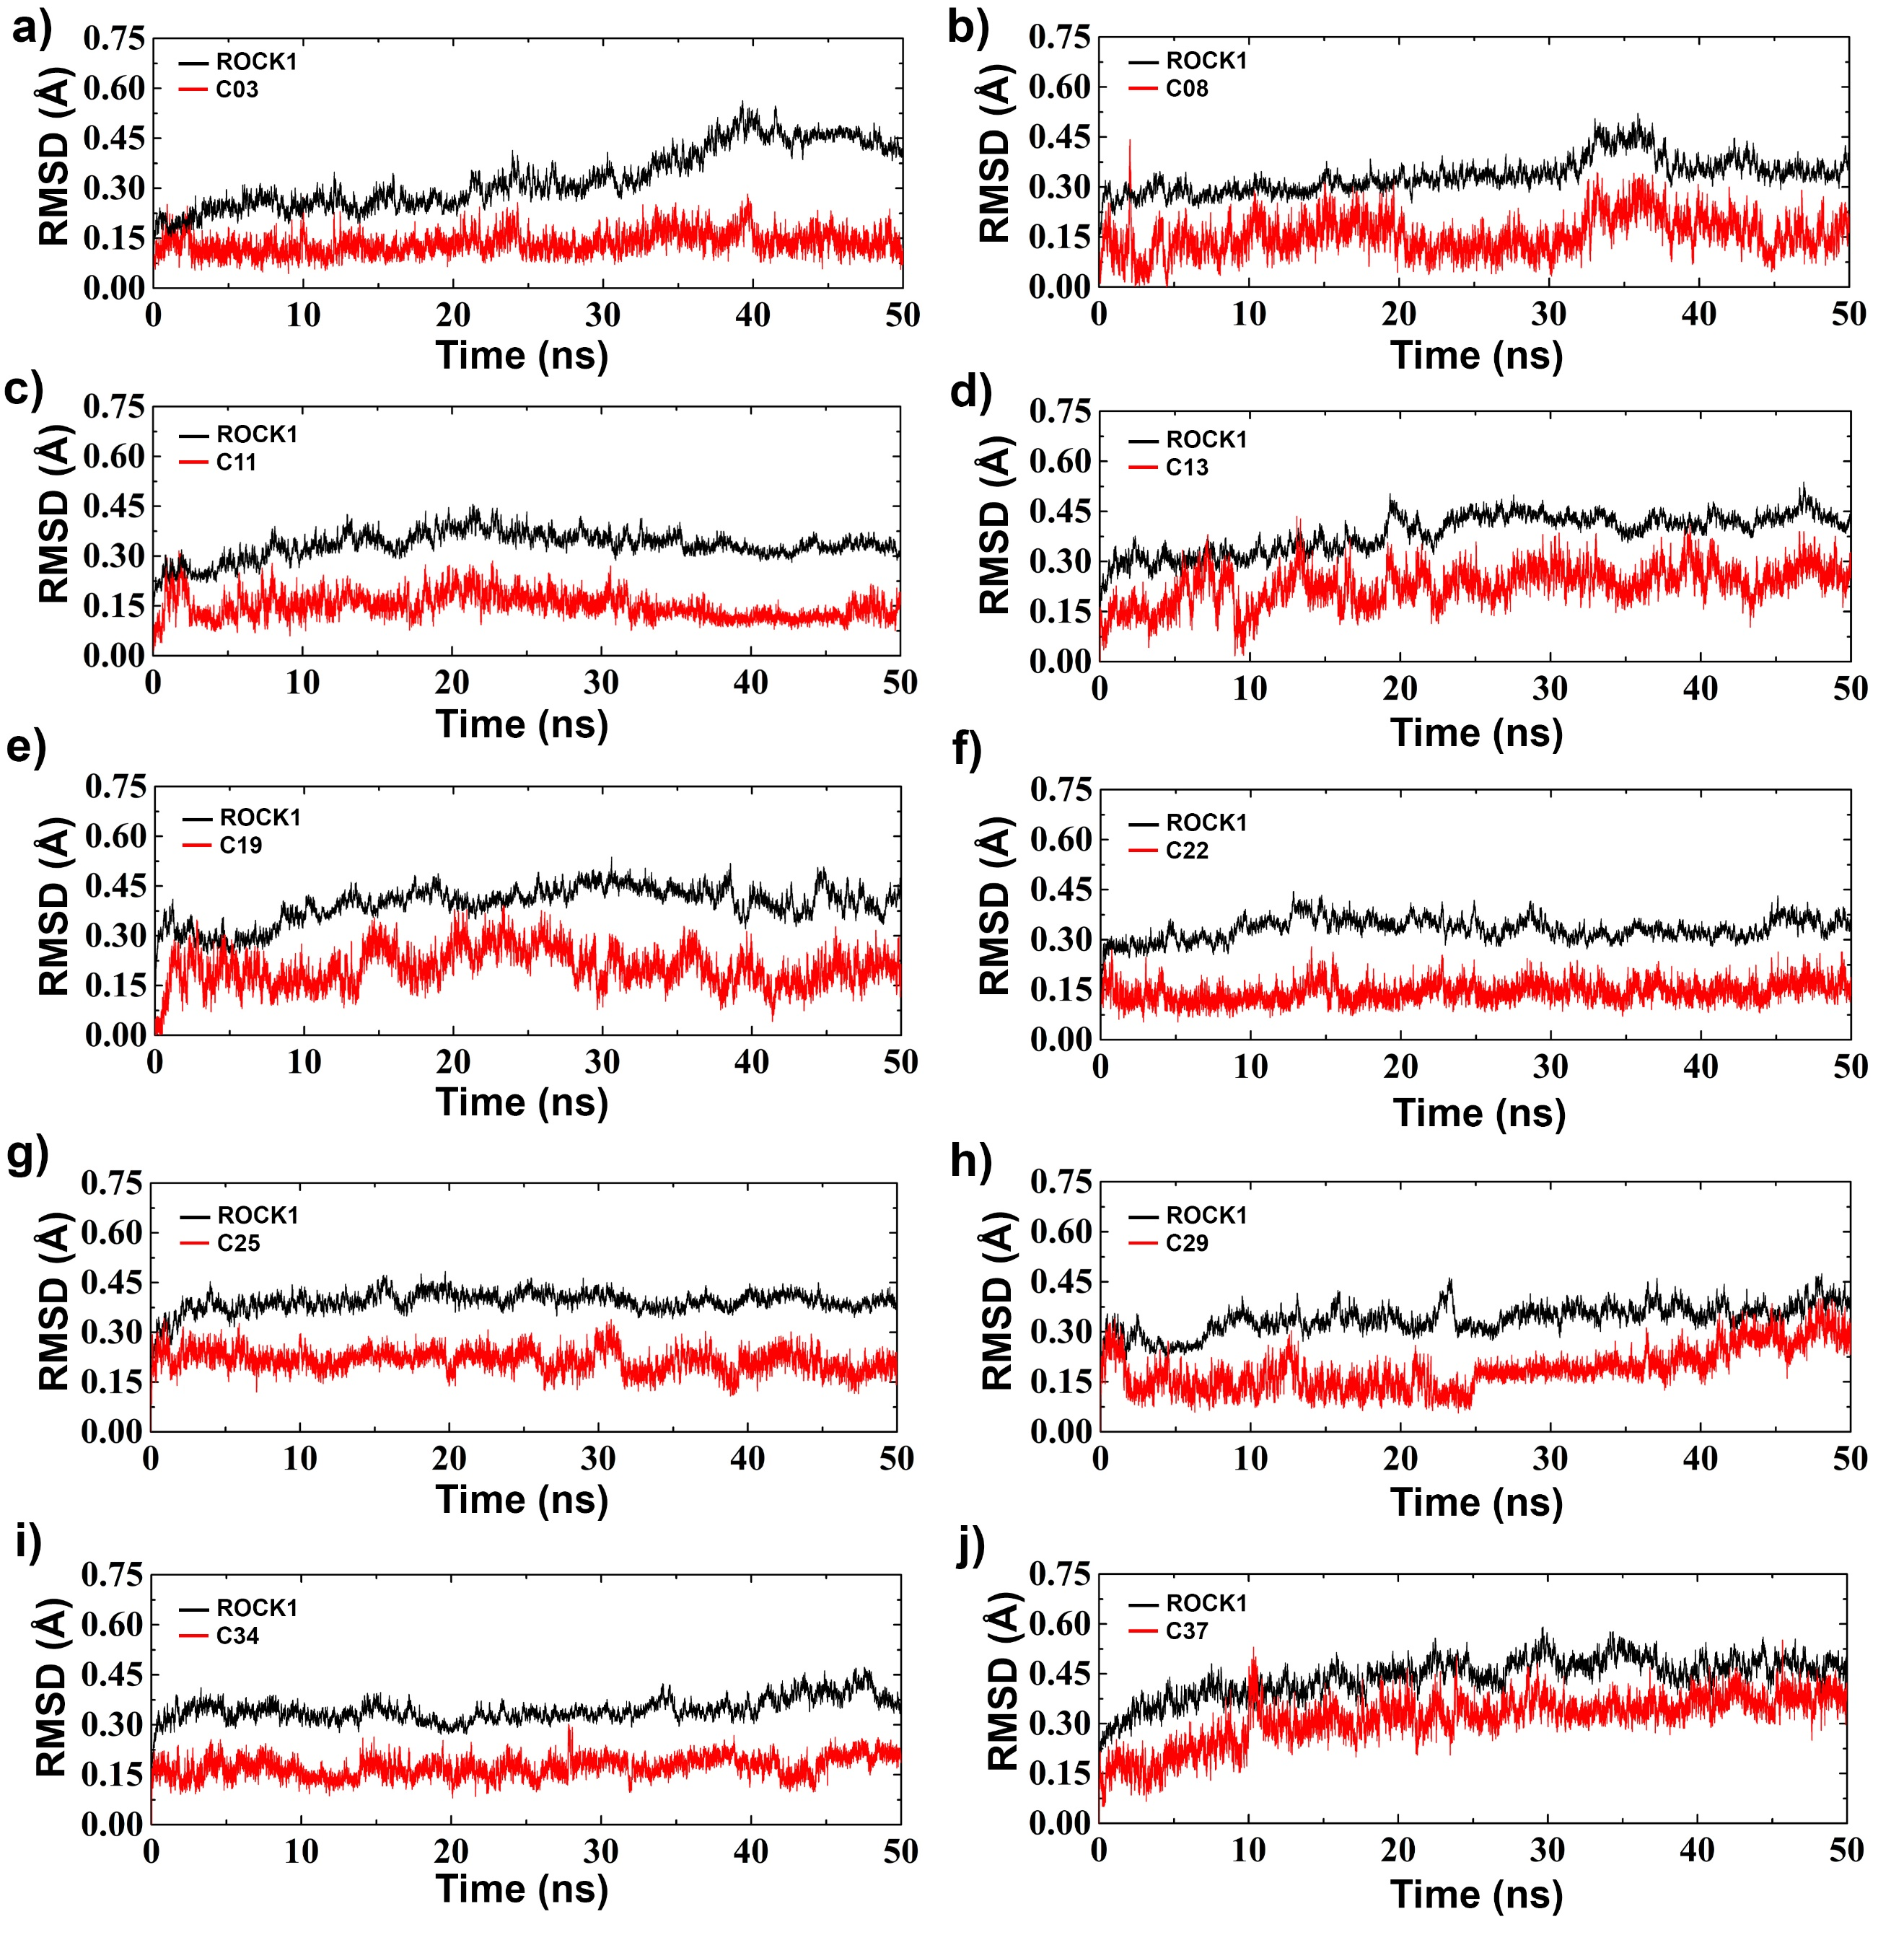 a)
0.75
0.60
0.45
0.30
0.15
0.00
RMSD (Å)
ROCK1
C03
0 10 20 30 40 50
Time (ns)
b)
0.75
0.60
0.45
0.30
0.15
0.00
RMSD (Å)
ROCK1
C08
0 10 20 30 40 50
Time (ns)
c)
0.75
0.60
0.45
0.30
0.15
0.00
RMSD (Å)
ROCK1
C11
0 10 20 30 40 50
Time (ns)
d)
0.75
0.60
0.45
0.30
0.15
0.00
RMSD (Å)
ROCK1
C13
0 10 20 30 40 50
Time (ns)
e)
0.75
0.60
0.45
0.30
0.15
0.00
RMSD (Å)
ROCK1
C19
0 10 20 30 40 50
Time (ns)
f)
0.75
0.60
0.45
0.30
0.15
0.00
RMSD (Å)
ROCK1
C22
0 10 20 30 40 50
Time (ns)
g)
0.75
0.60
0.45
0.30
0.15
0.00
RMSD (Å)
ROCK1
C25
0 10 20 30 40 50
Time (ns)
h)
0.75
0.60
0.45
0.30
0.15
0.00
RMSD (Å)
ROCK1
C29
0 10 20 30 40 50
Time (ns)
i)
0.75
0.60
0.45
0.30
0.15
0.00
RMSD (Å)
ROCK1
C34
0 10 20 30 40 50
Time (ns)
j)
0.75
0.60
0.45
0.30
0.15
0.00
RMSD (Å)
ROCK1
C37
0 10 20 30 40 50
Time (ns)